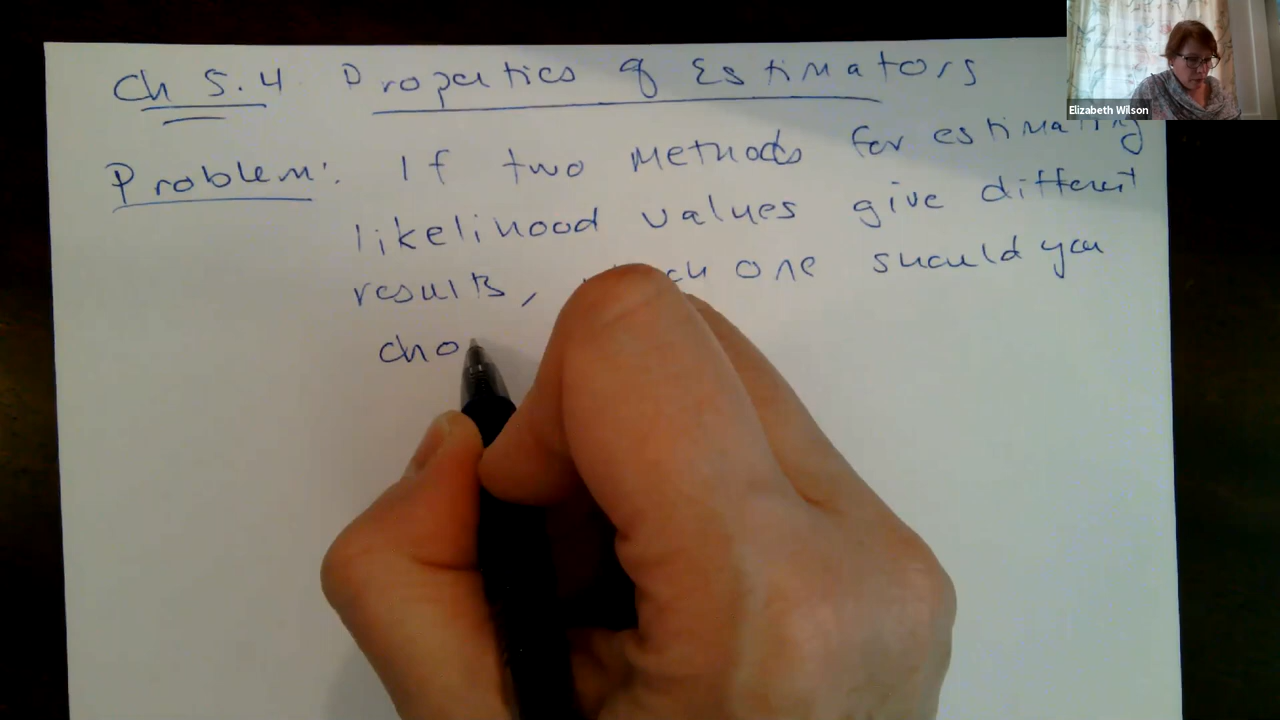 Ch 5.4 Properties of Estimators
Elizabeth Wilson
Problem: If two methods for estimating
likelihood values give different
results, one should you
cho